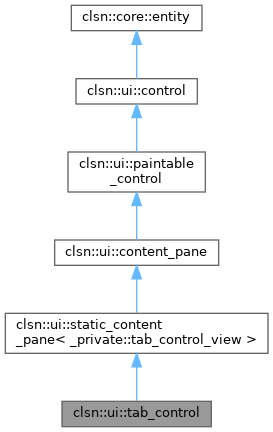 clsn::core::entity
clsn::ui::control
clsn::ui::paintable
_control
clsn::ui::content_pane
clsn::ui::static_content
_pane< _private::tab_control_view >
clsn::ui::tab_control